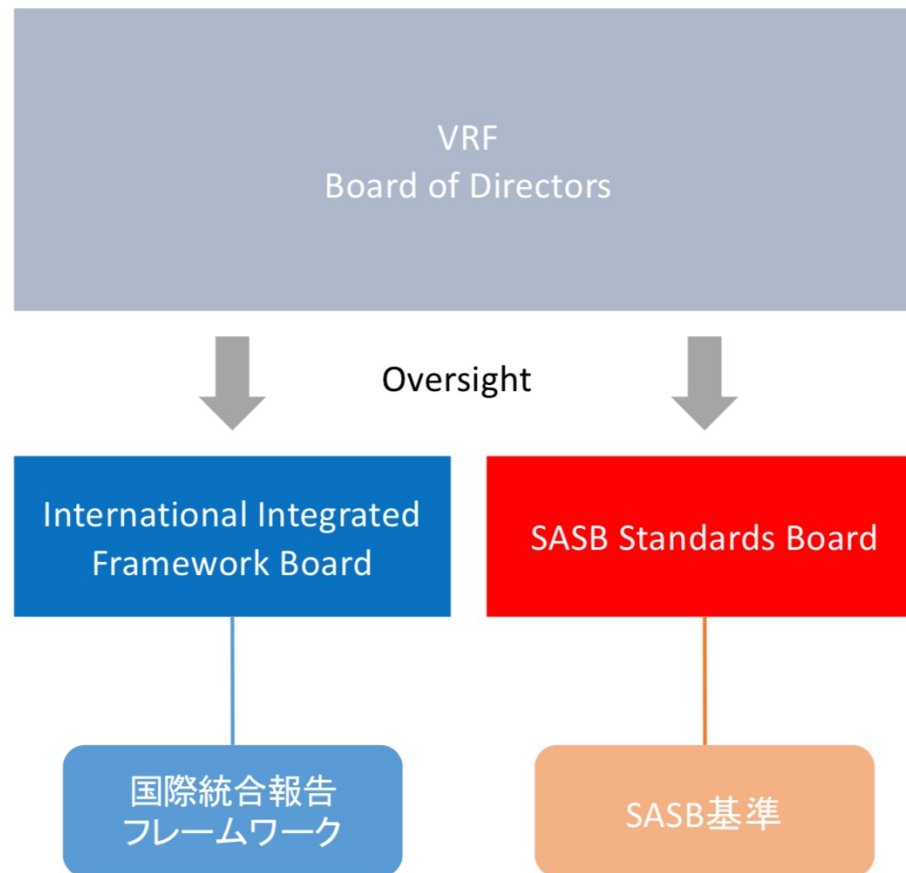 VRF
Board of Directors
Oversight
International Integrated
Framework Board
SASB Standards Board
国際統合報告
フレームワーク
SASB基準